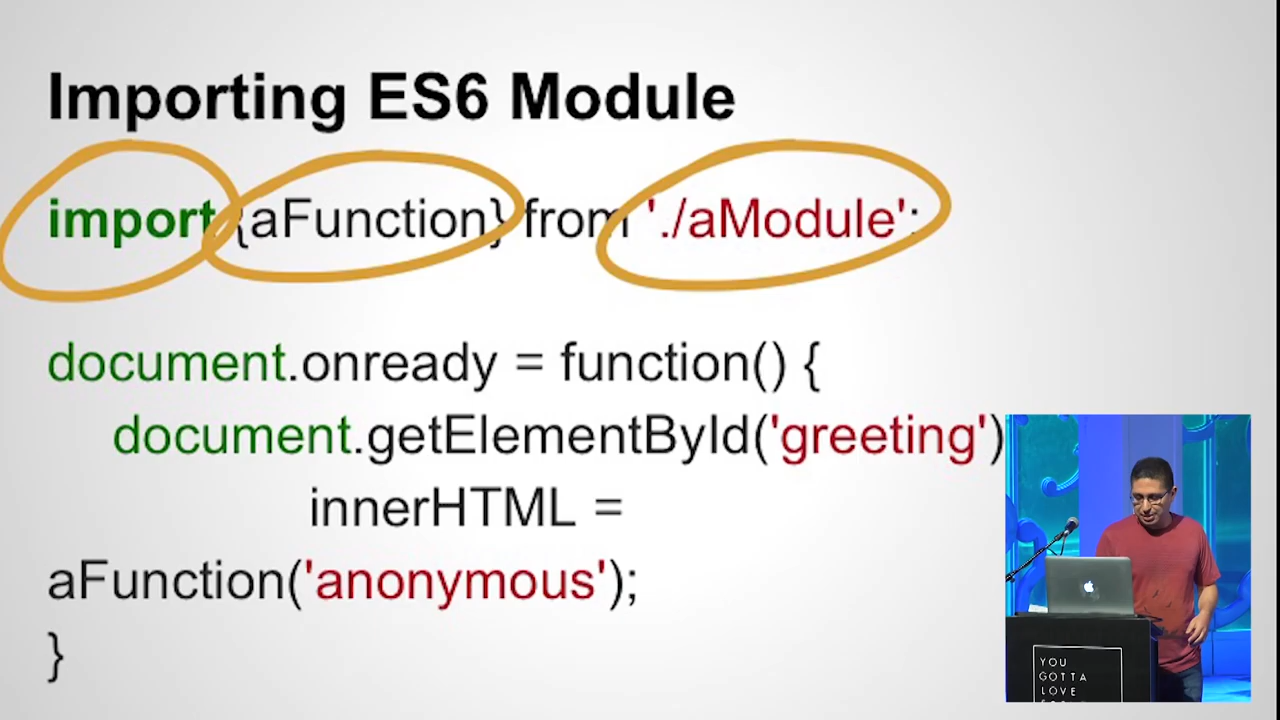 Importing ES6 Module
import {aFunction} from './aModule';
document.onready = function() {
document.getElementById('greeting')
innerHTML =
aFunction('anonymous');
}
YOU
GOTTA
LOVE